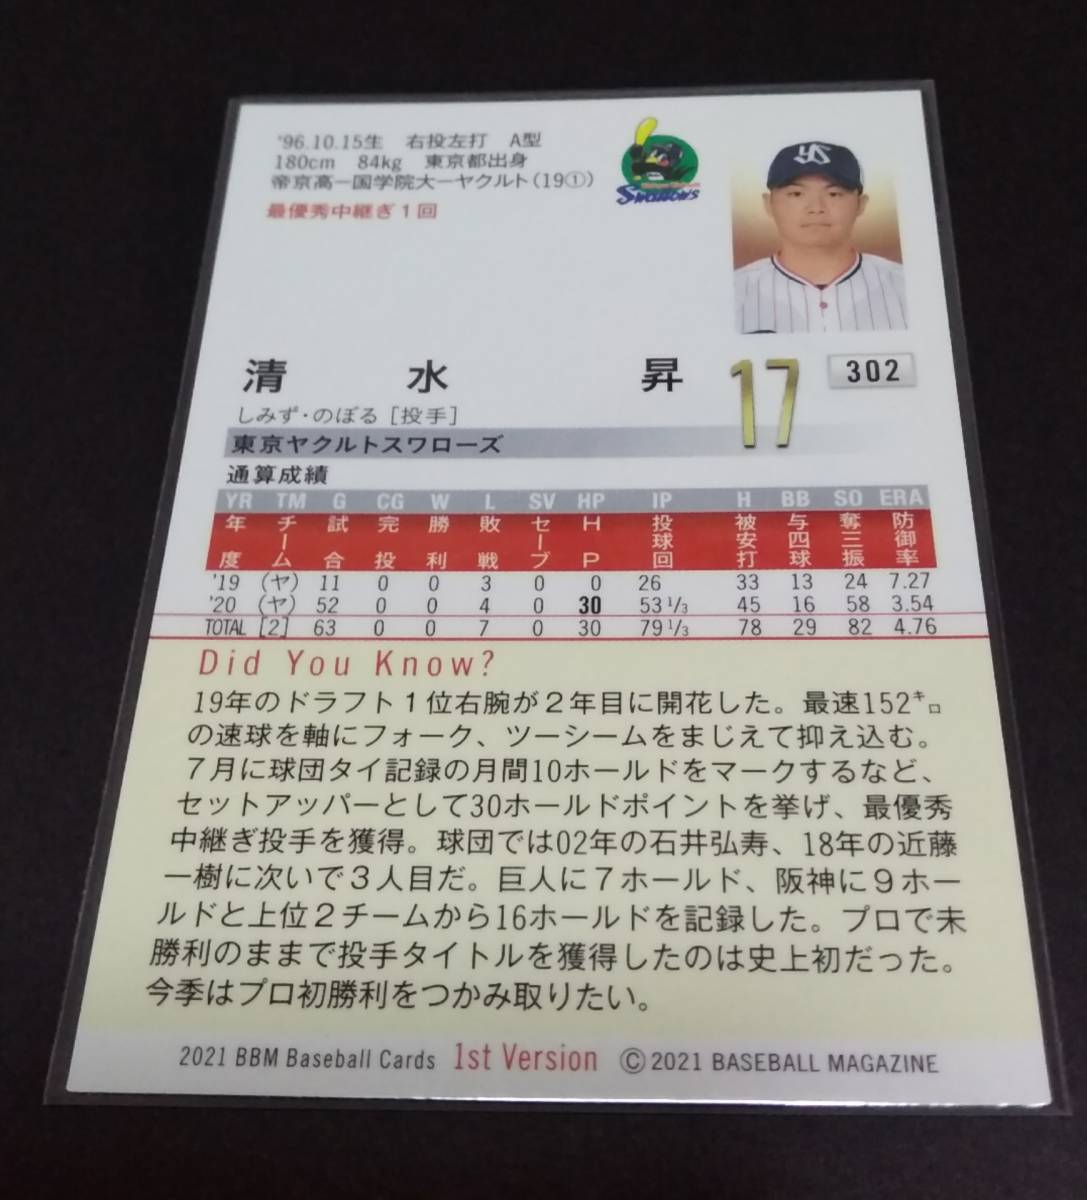 '96.10.15生 右投左打 A型
180cm 84kg 東京都出身
帝京高ー国学院大ーヤクルト(19①)
最優秀中継ぎ1回
Swallows
YS
清水 昇
17
302
しみず・のぼる［投手］
東京ヤクルトスワローズ
通算成績
YR TM G CG W L SV HP IP H BB SO ERA
年度 チーム 試合 完投 勝利 敗戦 セーブ HP 投球回 被安打 与四球 奪三振 防御率
'19 (ヤ) 11 0 0 3 0 0 26 33 13 24 7.27
'20 (ヤ) 52 0 0 4 0 30 53 1/3 45 16 58 3.54
TOTAL [2] 63 0 0 7 0 30 79 1/3 78 29 82 4.76
Did You Know?
19年のドラフト1位右腕が2年目に開花した。最速152㌔
の速球を軸にフォーク、ツーシームをまじえて抑え込む。
7月に球団タイ記録の月間10ホールドをマークするなど、
セットアッパーとして30ホールドポイントを挙げ、最優秀
中継ぎ投手を獲得。球団では02年の石井弘寿、18年の近藤
一樹に次いで3人目だ。巨人に7ホールド、阪神に9ホー
ルドと上位2チームから16ホールドを記録した。プロで未
勝利のままで投手タイトルを獲得したのは史上初だった。
今季はプロ初勝利をつかみ取りたい。
2021 BBM Baseball Cards 1st Version © 2021 BASEBALL MAGAZINE